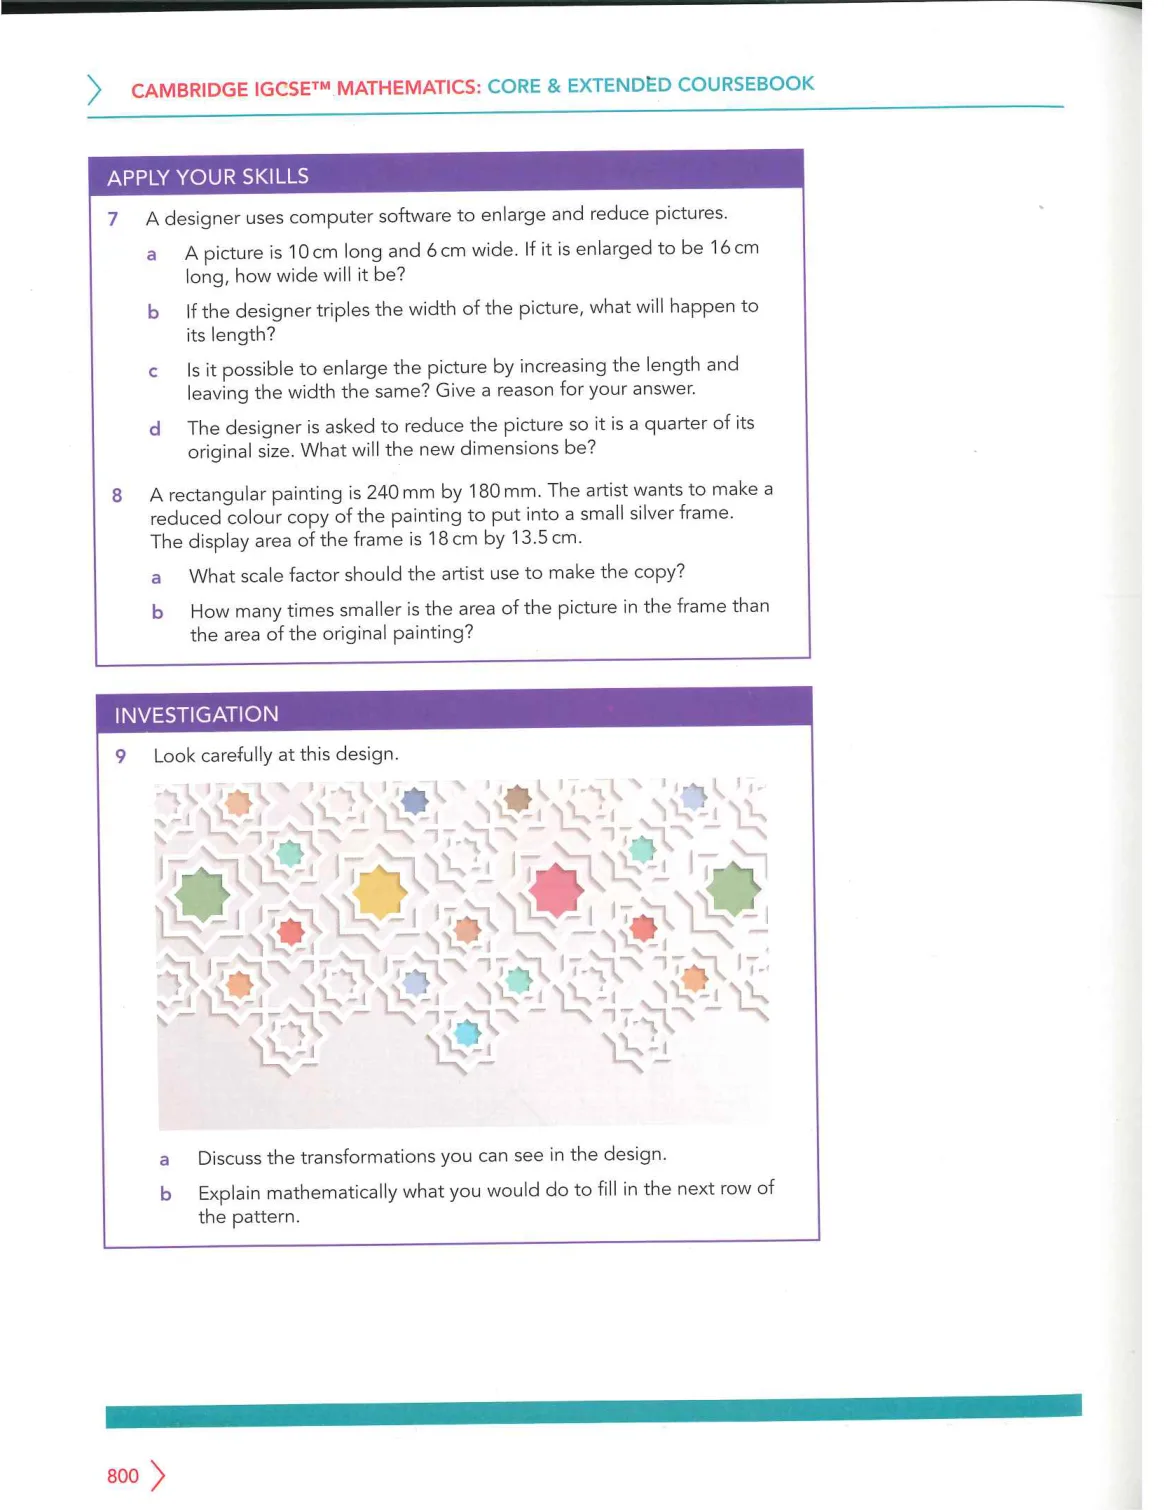 CAMBRIDGE IGCSE™ MATHEMATICS: CORE & EXTENDED COURSEBOOK
APPLY YOUR SKILLS
7 A designer uses computer software to enlarge and reduce pictures.
a A picture is 10 cm long and 6 cm wide. If it is enlarged to be 16 cm
long, how wide will it be?
b If the designer triples the width of the picture, what will happen to
its length?
c Is it possible to enlarge the picture by increasing the length and
leaving the width the same? Give a reason for your answer.
d The designer is asked to reduce the picture so it is a quarter of its
original size. What will the new dimensions be?
8 A rectangular painting is 240 mm by 180 mm. The artist wants to make a
reduced colour copy of the painting to put into a small silver frame.
The display area of the frame is 18 cm by 13.5 cm.
a What scale factor should the artist use to make the copy?
b How many times smaller is the area of the picture in the frame than
the area of the original painting?
INVESTIGATION
9 Look carefully at this design.
a Discuss the transformations you can see in the design.
b Explain mathematically what you would do to fill in the next row of
the pattern.
800